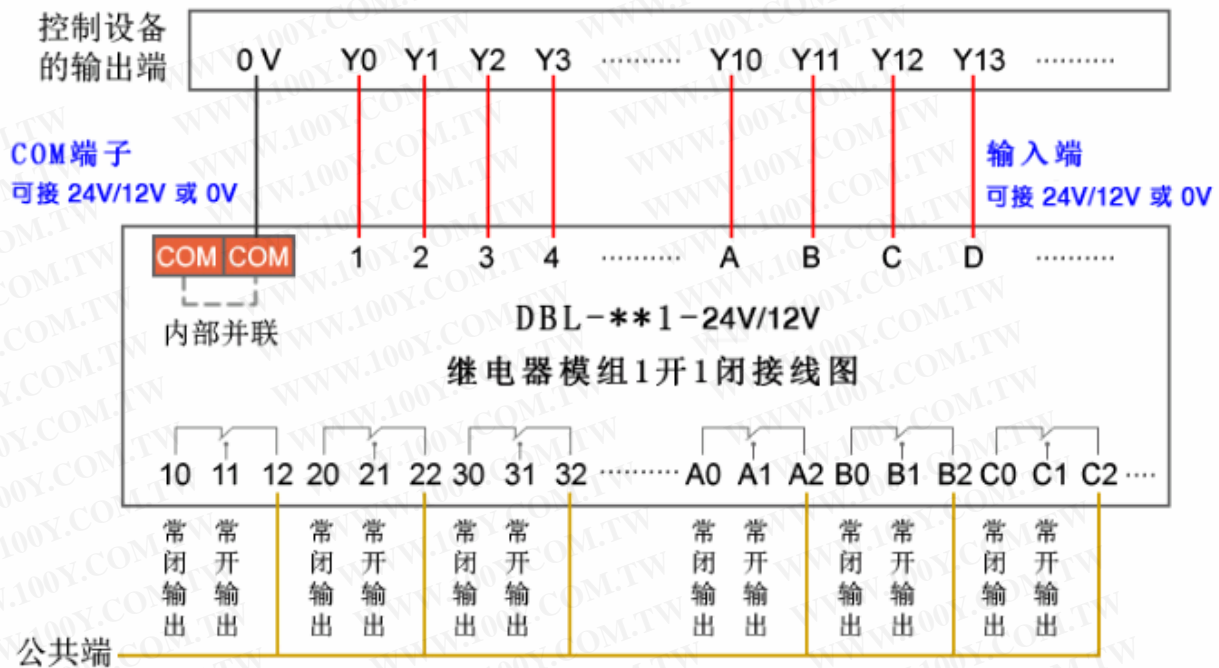 控制设备
的输出端
0 V Y0 Y1 Y2 Y3 ·········· Y10 Y11 Y12 Y13 ··········
COM端子
可接 24V/12V 或 0V
输入端
可接 24V/12V 或 0V
COM COM 1 2 3 4 ·········· A B C D ··········
内部并联
DBL-**1-24V/12V
继电器模组1开1闭接线图
10 11 12 20 21 22 30 31 32 ·········· A0 A1 A2 B0 B1 B2 C0 C1 C2 ····
常闭输出 常开输出 常闭输出 常开输出 常闭输出 常开输出 常闭输出 常开输出 常闭输出 常开输出 常闭输出 常开输出
公共端
WWW.100Y.COM.TW